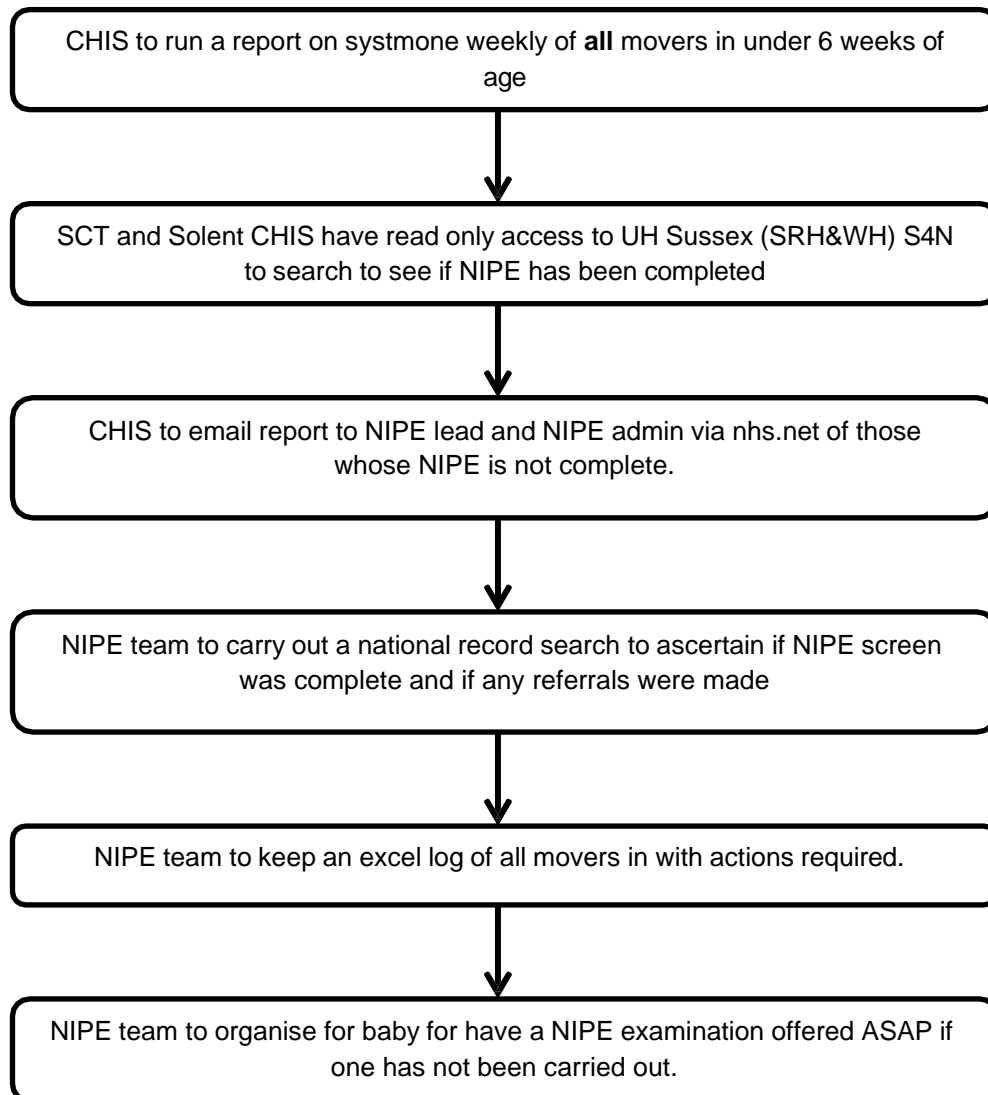 CHIS to run a report on systmone weekly of all movers in under 6 weeks of
age
SCT and Solent CHIS have read only access to UH Sussex (SRH&WH) S4N
to search to see if NIPE has been completed
CHIS to email report to NIPE lead and NIPE admin via nhs.net of those
whose NIPE is not complete.
NIPE team to carry out a national record search to ascertain if NIPE screen
was complete and if any referrals were made
NIPE team to keep an excel log of all movers in with actions required.
NIPE team to organise for baby for have a NIPE examination offered ASAP if
one has not been carried out.